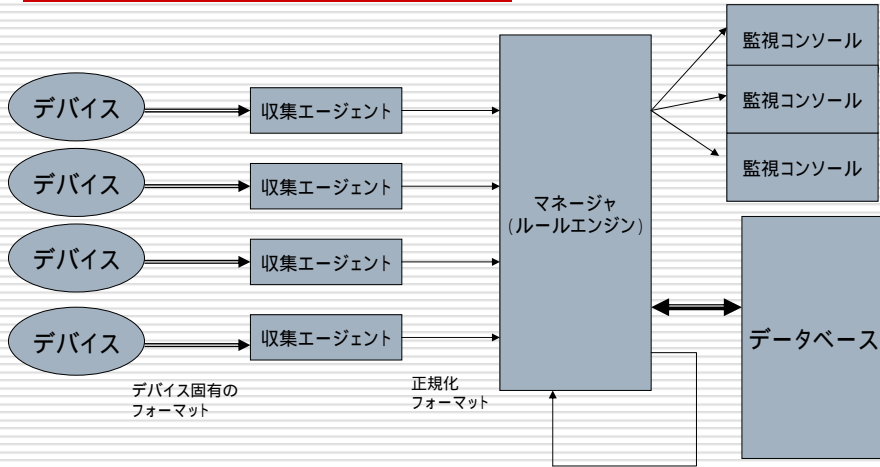 デバイス
収集エージェント
デバイス
収集エージェント
デバイス
収集エージェント
デバイス
収集エージェント
デバイス固有の
フォーマット
正規化
フォーマット
マネージャ
(ルールエンジン)
監視コンソール
監視コンソール
監視コンソール
データベース